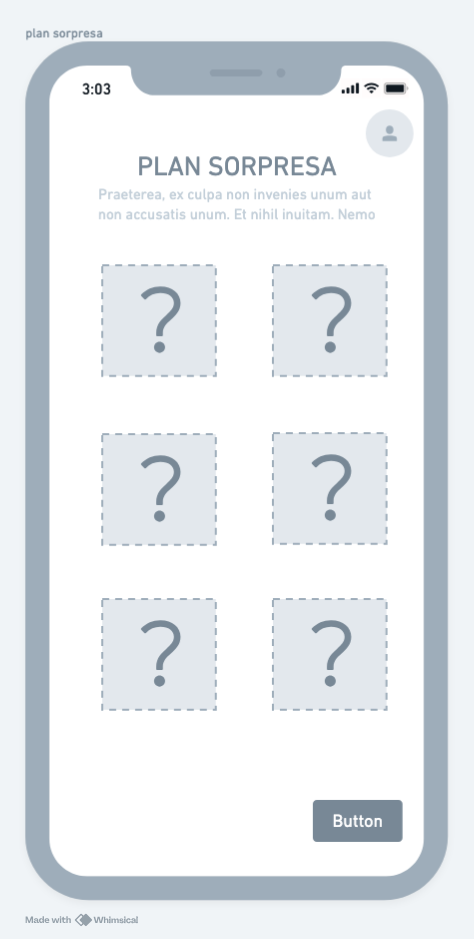 plan sorpresa
3:03
PLAN SORPRESA
Praeterea, ex culpa non invenies unum aut
non accusatis unum. Et nihil inuitam. Nemo
? ?
? ?
? ?
Button
Made with Whimsical